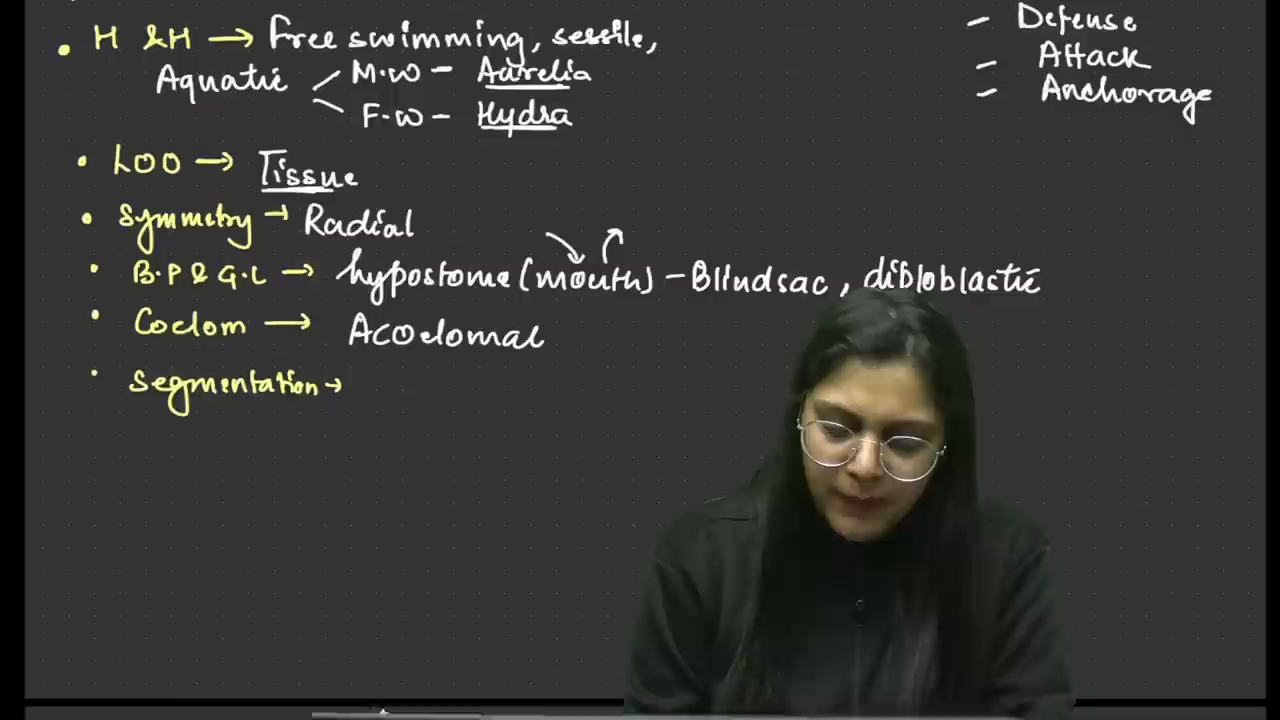 • H & H → Free swimming, sessile,
Aquatic
M.W – Aurelia
F.W – Hydra
• LOO → Tissue
• Symmetry → Radial
• B.P & G.L → hypostome (mouth) – Blindsac, dibloblastic
• Coelom → Acoelomal
• Segmentation →
– Defense
– Attack
– Anchorage